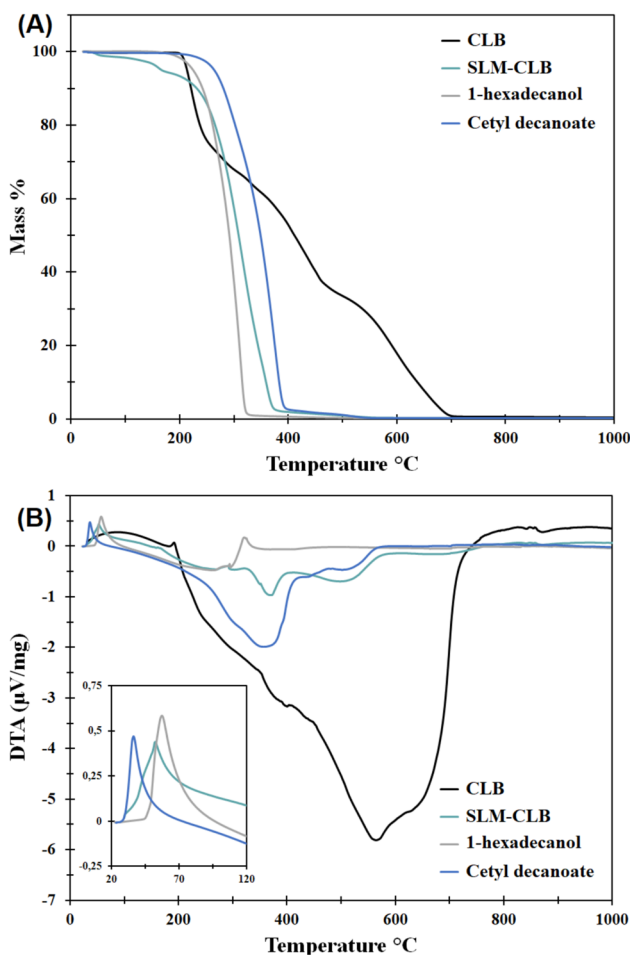 (A)
100
80
60
40
20
0
Mass %
CLB
SLM-CLB
1-hexadecanol
Cetyl decanoate
0 200 400 600 800 1000
Temperature °C
(B)
1
0
-1
-2
-3
-4
-5
-6
-7
DTA (µV/mg)
0,75
0,5
0,25
0
-0,25
20 70 120
CLB
SLM-CLB
1-hexadecanol
Cetyl decanoate
0 200 400 600 800 1000
Temperature °C